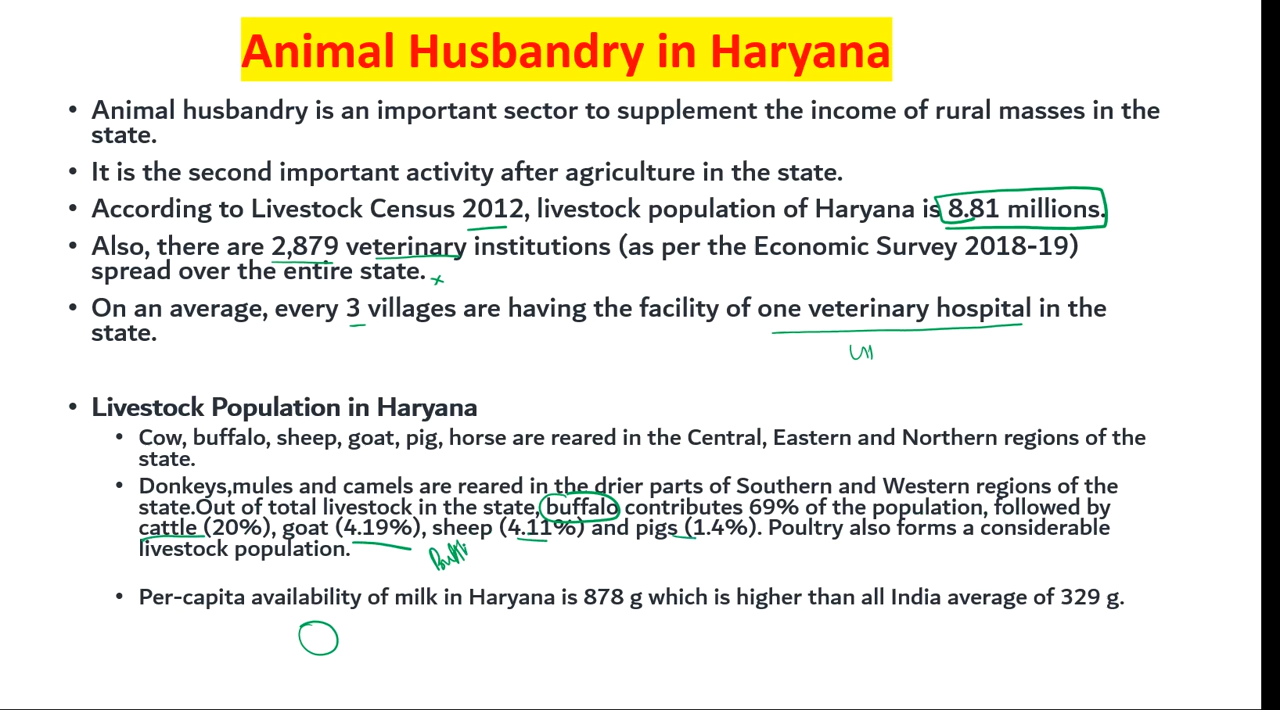 Animal Husbandry in Haryana
• Animal husbandry is an important sector to supplement the income of rural masses in the
state.
• It is the second important activity after agriculture in the state.
• According to Livestock Census 2012, livestock population of Haryana is 8.81 millions.
• Also, there are 2,879 veterinary institutions (as per the Economic Survey 2018-19)
spread over the entire state.
• On an average, every 3 villages are having the facility of one veterinary hospital in the
state.
• Livestock Population in Haryana
• Cow, buffalo, sheep, goat, pig, horse are reared in the Central, Eastern and Northern regions of the
state.
• Donkeys,mules and camels are reared in the drier parts of Southern and Western regions of the
state.Out of total livestock in the state, buffalo contributes 69% of the population, followed by
cattle (20%), goat (4.19%), sheep (4.11%) and pigs (1.4%). Poultry also forms a considerable
livestock population.
• Per-capita availability of milk in Haryana is 878 g which is higher than all India average of 329 g.